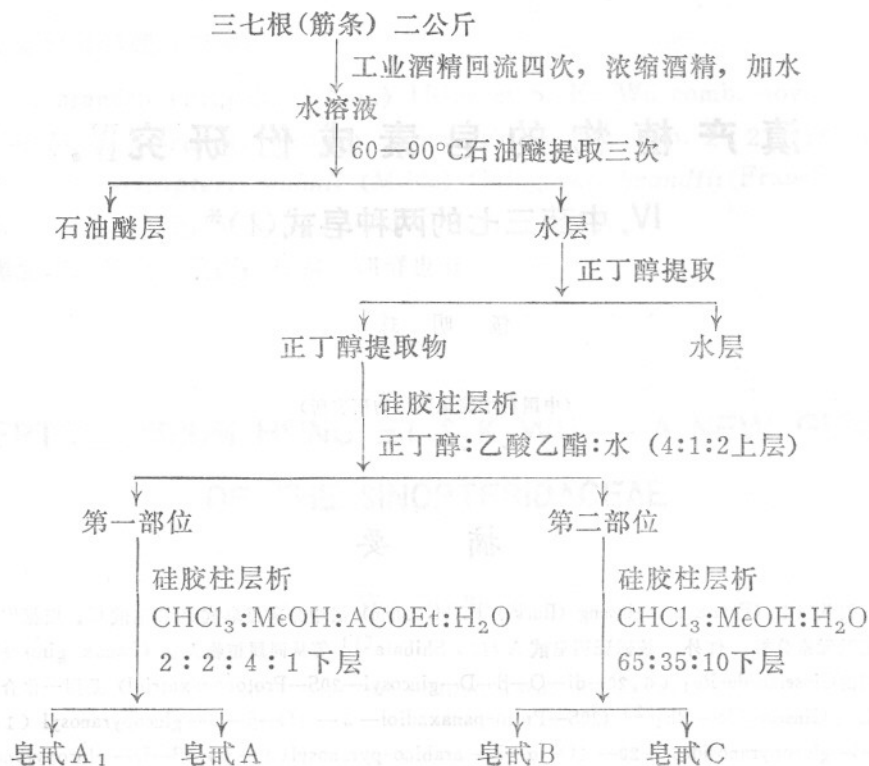 三七根(筋条) 二公斤
工业酒精回流四次，浓缩酒精，加水
水溶液
60—90°C石油醚提取三次
石油醚层 水层
正丁醇提取
正丁醇提取物 水层
硅胶柱层析
正丁醇:乙酸乙酯:水 (4:1:2上层)
第一部位 第二部位
硅胶柱层析 硅胶柱层析
CHCl₃:MeOH:ACOEt:H₂O CHCl₃:MeOH:H₂O
2:2:4:1下层 65:35:10下层
皂甙A₁ 皂甙A 皂甙B 皂甙C